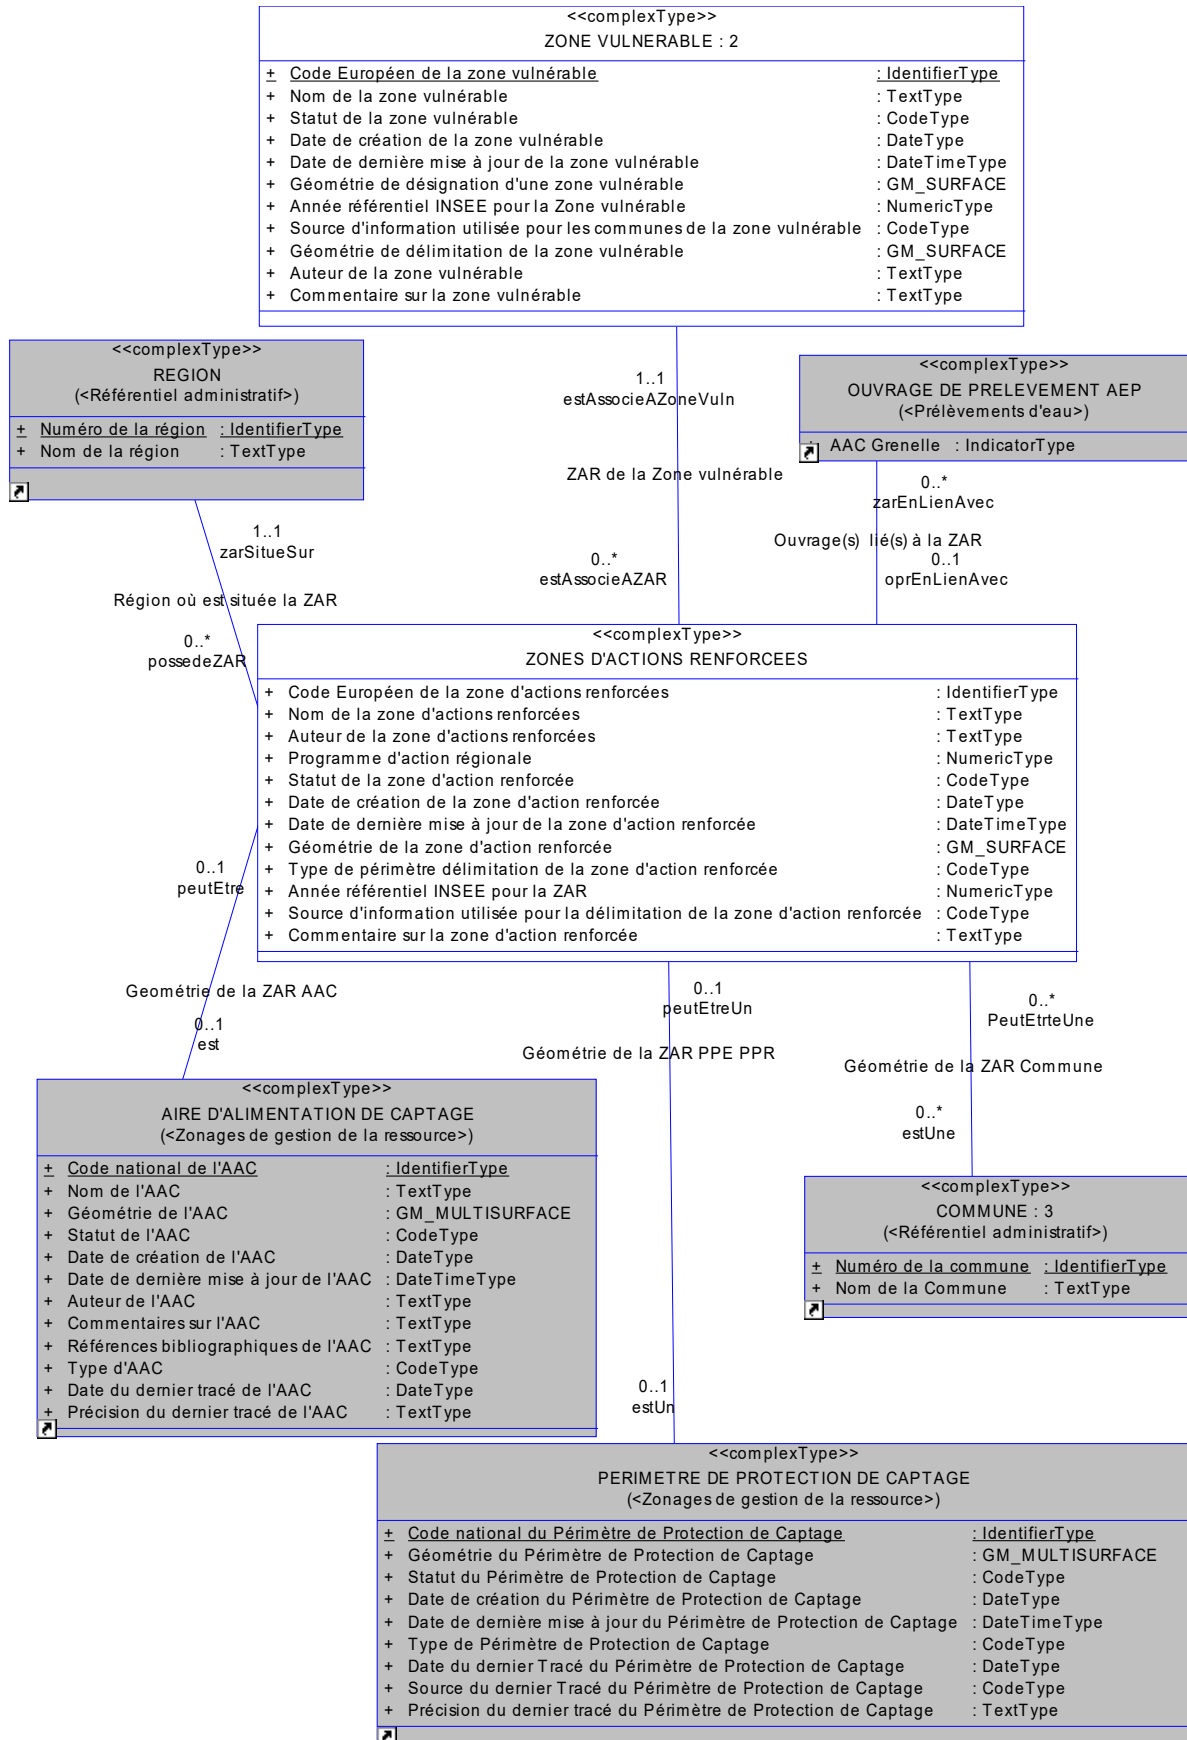 <<complexType>>
ZONE VULNERABLE : 2
+ Code Européen de la zone vulnérable : IdentifierType
+ Nom de la zone vulnérable : TextType
+ Statut de la zone vulnérable : CodeType
+ Date de création de la zone vulnérable : DateType
+ Date de dernière mise à jour de la zone vulnérable : DateTimeType
+ Géométrie de désignation d'une zone vulnérable : GM_SURFACE
+ Année référentiel INSEE pour la Zone vulnérable : NumericType
+ Source d'information utilisée pour les communes de la zone vulnérable : CodeType
+ Géométrie de délimitation de la zone vulnérable : GM_SURFACE
+ Auteur de la zone vulnérable : TextType
+ Commentaire sur la zone vulnérable : TextType
<<complexType>>
REGION
(<Référentiel administratif>)
+ Numéro de la région : IdentifierType
+ Nom de la région : TextType
1..1
estAssocieAZoneVuln
ZAR de la Zone vulnérable
0..*
estAssocieAZAR
<<complexType>>
OUVRAGE DE PRELEVEMENT AEP
(<Prélèvements d'eau>)
+ AAC Grenelle : IndicatorType
0..*
zarEnLienAvec
Ouvrage(s) lié(s) à la ZAR
0..1
oprEnLienAvec
1..1
zarSitueSur
Région où est située la ZAR
0..*
possedeZAR
<<complexType>>
ZONES D'ACTIONS RENFORCEES
+ Code Européen de la zone d'actions renforcées : IdentifierType
+ Nom de la zone d'actions renforcées : TextType
+ Auteur de la zone d'actions renforcées : TextType
+ Programme d'action régionale : NumericType
+ Statut de la zone d'action renforcée : CodeType
+ Date de création de la zone d'action renforcée : DateType
+ Date de dernière mise à jour de la zone d'action renforcée : DateTimeType
+ Géométrie de la zone d'action renforcée : GM_SURFACE
+ Type de périmètre délimitation de la zone d'action renforcée : CodeType
+ Année référentiel INSEE pour la ZAR : NumericType
+ Source d'information utilisée pour la délimitation de la zone d'action renforcée : CodeType
+ Commentaire sur la zone d'action renforcée : TextType
0..1
peutEtre
Geométrie de la ZAR AAC
0..1
est
0..1
peutEtreUn
Géométrie de la ZAR PPE PPR
0..1
estUn
0..*
PeutEtrteUne
Géométrie de la ZAR Commune
0..*
estUne
<<complexType>>
AIRE D'ALIMENTATION DE CAPTAGE
(<Zonages de gestion de la ressource>)
+ Code national de l'AAC : IdentifierType
+ Nom de l'AAC : TextType
+ Géométrie de l'AAC : GM_MULTISURFACE
+ Statut de l'AAC : CodeType
+ Date de création de l'AAC : DateType
+ Date de dernière mise à jour de l'AAC : DateTimeType
+ Auteur de l'AAC : TextType
+ Commentaires sur l'AAC : TextType
+ Références bibliographiques de l'AAC : TextType
+ Type d'AAC : CodeType
+ Date du dernier tracé de l'AAC : DateType
+ Précision du dernier tracé de l'AAC : TextType
<<complexType>>
COMMUNE : 3
(<Référentiel administratif>)
+ Numéro de la commune : IdentifierType
+ Nom de la Commune : TextType
<<complexType>>
PERIMETRE DE PROTECTION DE CAPTAGE
(<Zonages de gestion de la ressource>)
+ Code national du Périmètre de Protection de Captage : IdentifierType
+ Géométrie du Périmètre de Protection de Captage : GM_MULTISURFACE
+ Statut du Périmètre de Protection de Captage : CodeType
+ Date de création du Périmètre de Protection de Captage : DateType
+ Date de dernière mise à jour du Périmètre de Protection de Captage : DateTimeType
+ Type de Périmètre de Protection de Captage : CodeType
+ Date du dernier Tracé du Périmètre de Protection de Captage : DateType
+ Source du dernier Tracé du Périmètre de Protection de Captage : CodeType
+ Précision du dernier tracé du Périmètre de Protection de Captage : TextType